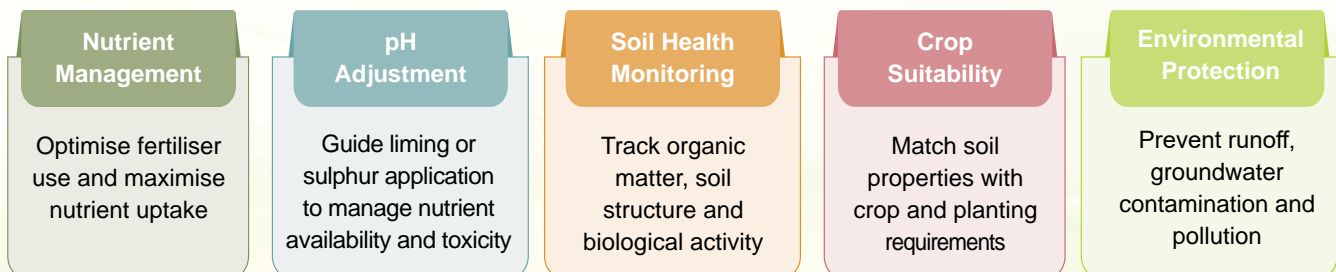 Nutrient
Management
Optimise fertiliser
use and maximise
nutrient uptake
pH
Adjustment
Guide liming or
sulphur application
to manage nutrient
availability and toxicity
Soil Health
Monitoring
Track organic
matter, soil
structure and
biological activity
Crop
Suitability
Match soil
properties with
crop and planting
requirements
Environmental
Protection
Prevent runoff,
groundwater
contamination and
pollution